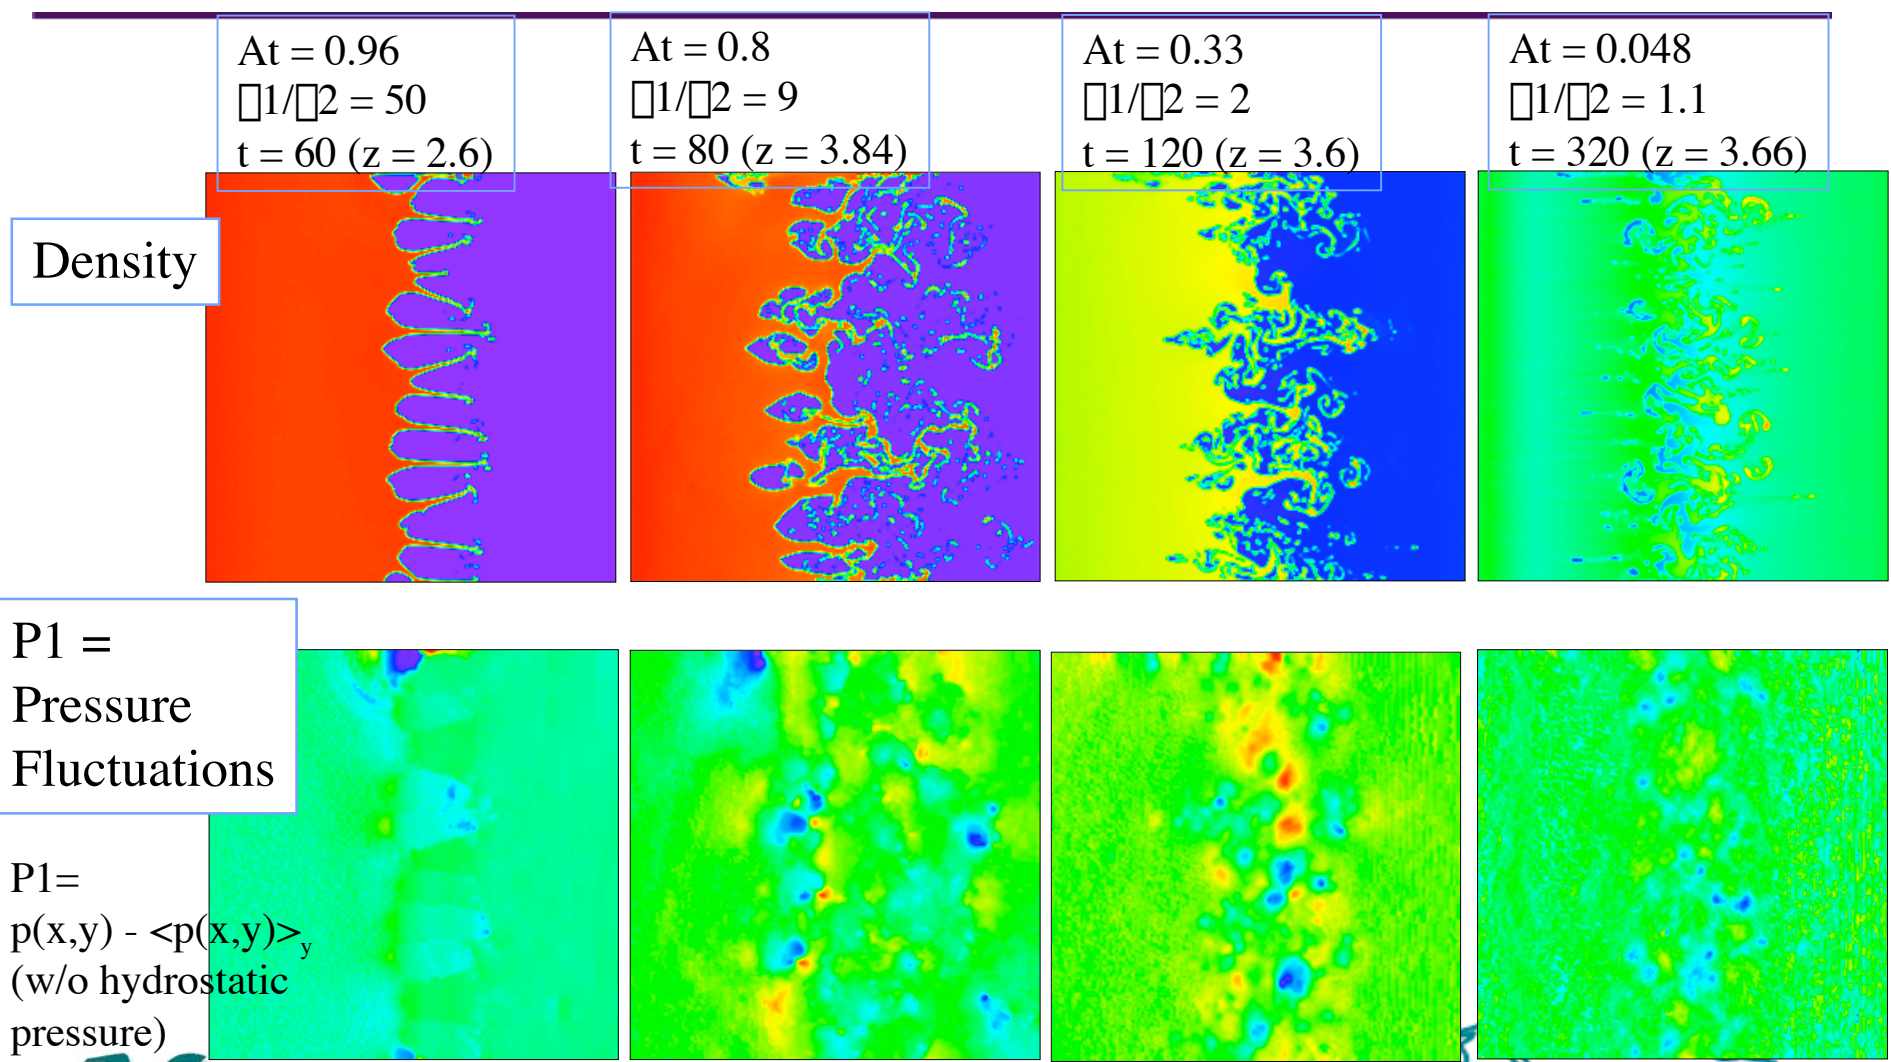 At = 0.96
▯1/▯2 = 50
t = 60 (z = 2.6)
At = 0.8
▯1/▯2 = 9
t = 80 (z = 3.84)
At = 0.33
▯1/▯2 = 2
t = 120 (z = 3.6)
At = 0.048
▯1/▯2 = 1.1
t = 320 (z = 3.66)
Density
P1 =
Pressure
Fluctuations
P1=
p(x,y) - <p(x,y)>y
(w/o hydrostatic
pressure)